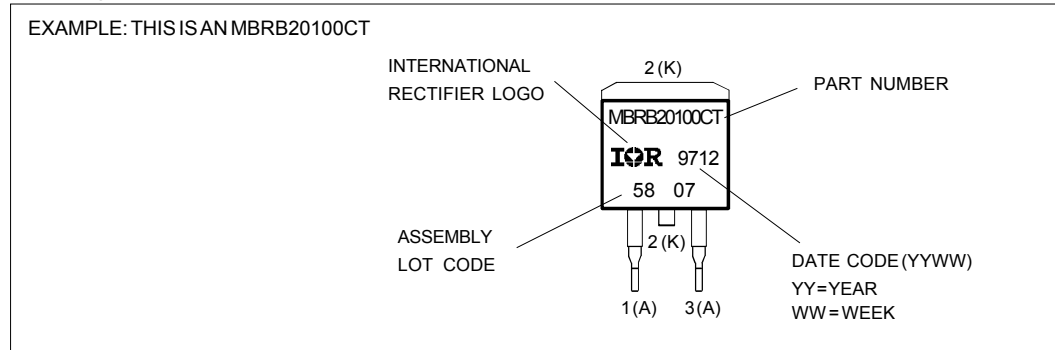 EXAMPLE: THIS IS AN MBRB20100CT
INTERNATIONAL
RECTIFIER LOGO
2 (K)
PART NUMBER
MBRB20100CT
IOR 9712
58 07
ASSEMBLY
LOT CODE
2 (K)
DATE CODE (YYWW)
YY=YEAR
WW=WEEK
1 (A) 3 (A)